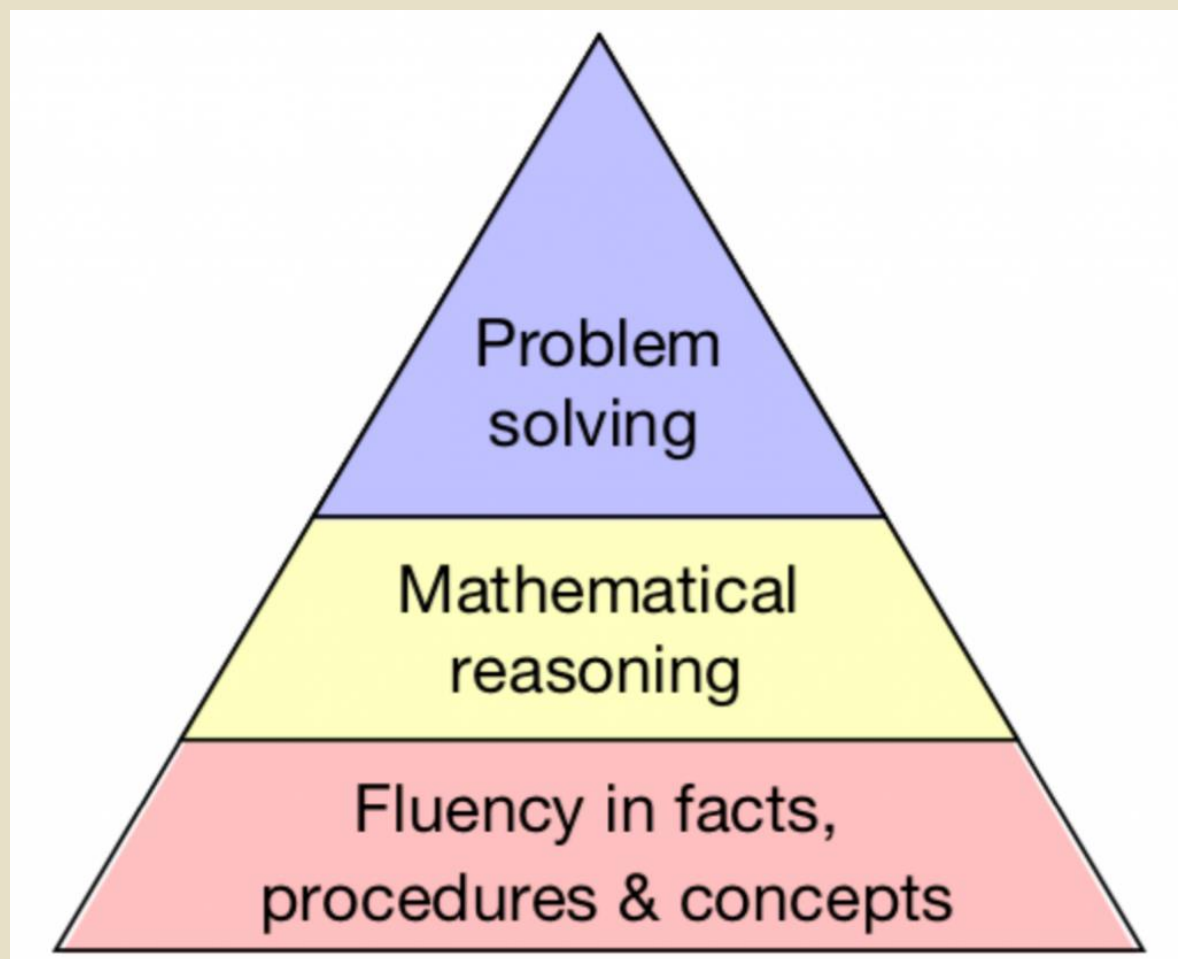 Problem
solving
Mathematical
reasoning
Fluency in facts,
procedures & concepts